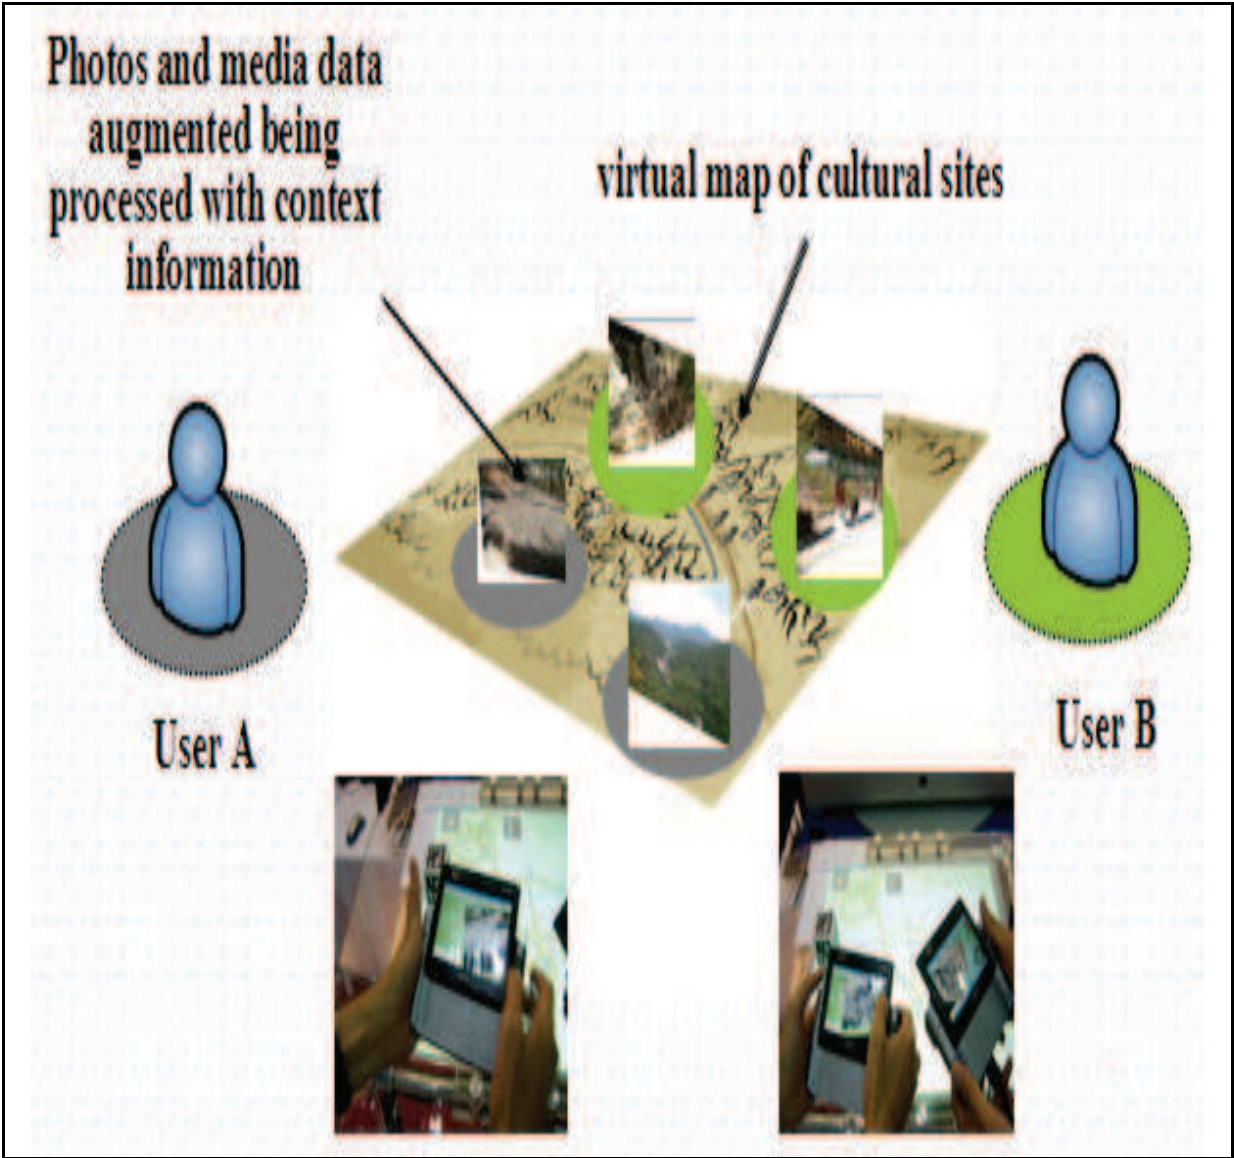 Photos and media data
augmented being
processed with context
information
virtual map of cultural sites
User A
User B